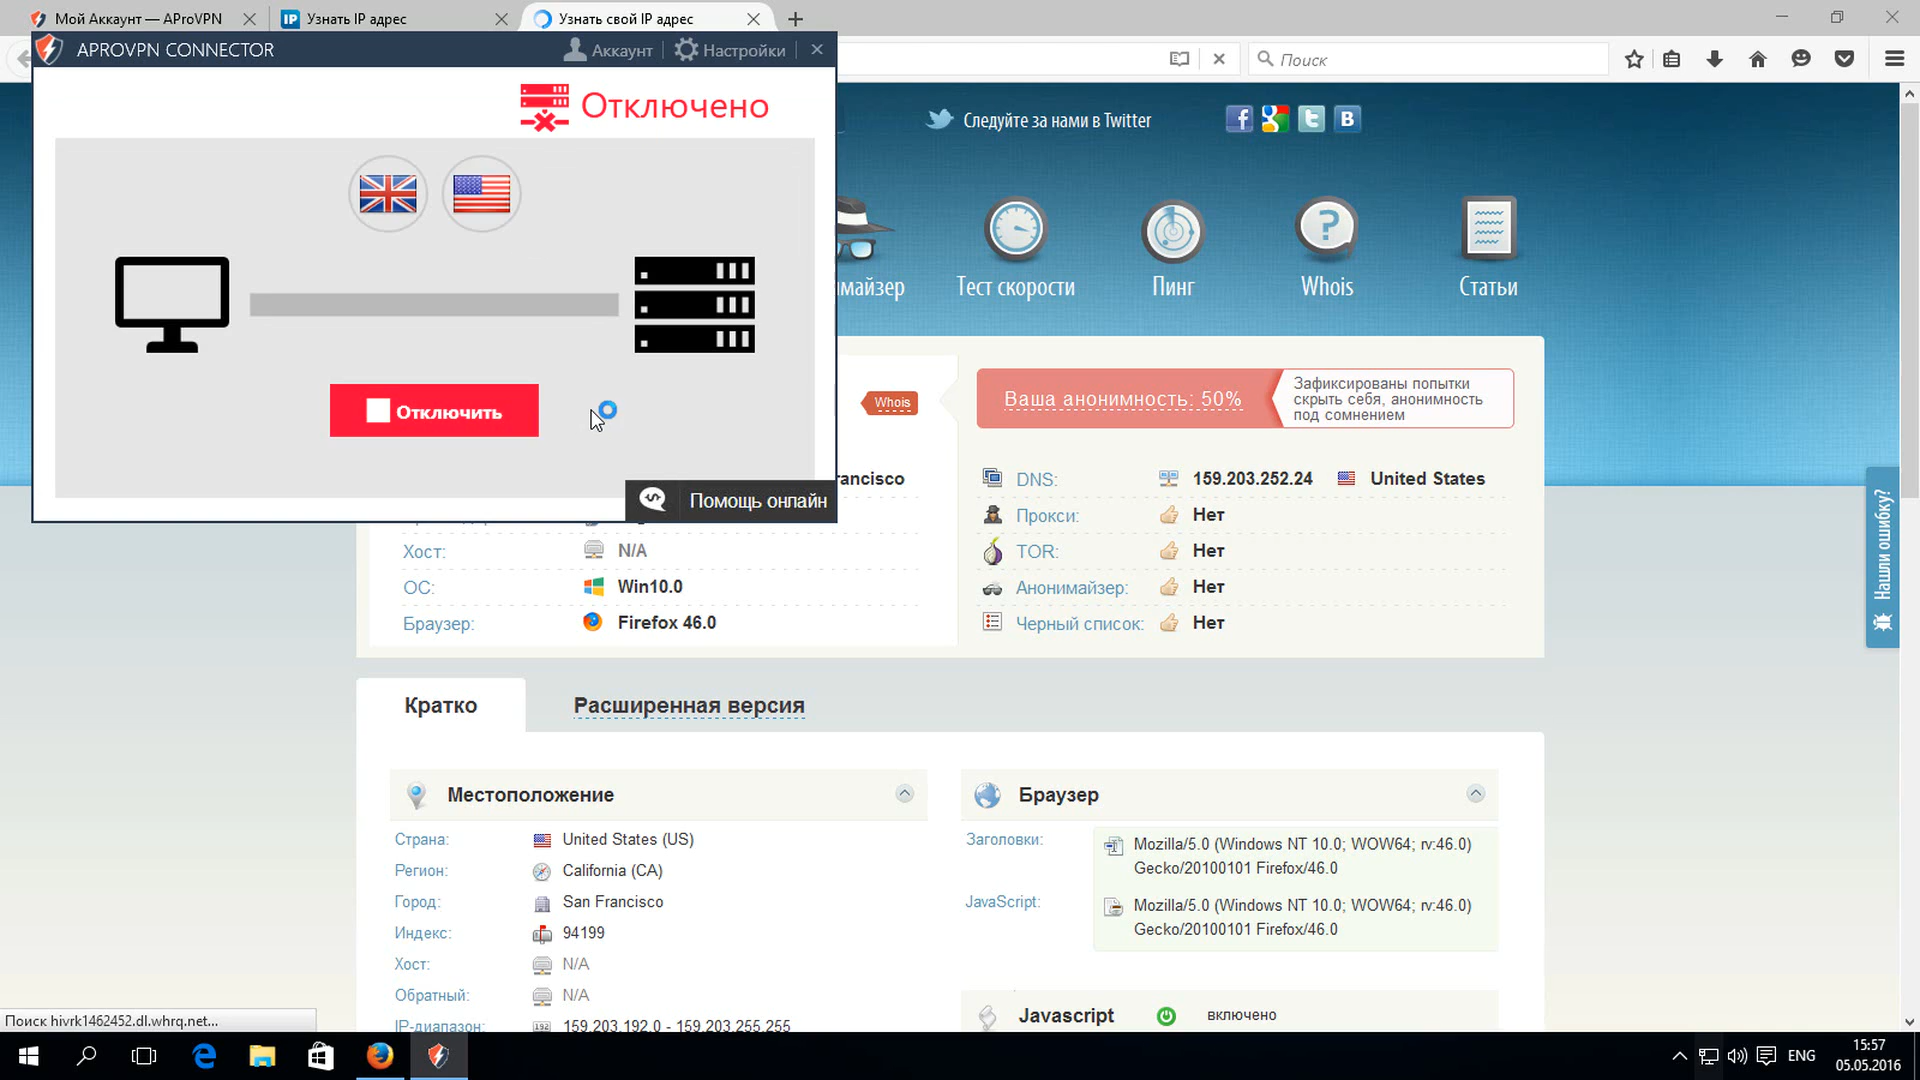 Мой Аккаунт — AProVPN
IP Узнать IP адрес
Узнать свой IP адрес
APROVPN CONNECTOR
Аккаунт
Настройки
Поиск
Отключено
Следуйте за нами в Twitter
майзер
Тест скорости
Пинг
Whois
Статьи
Отключить
Помощь онлайн
Whois
Ваша анонимность: 50%
Зафиксированы попытки
скрыть себя, анонимность
под сомнением
rancisco
DNS: 159.203.252.24 United States
Прокси: Нет
Хост: N/A
TOR: Нет
ОС: Win10.0
Анонимайзер: Нет
Браузер: Firefox 46.0
Черный список: Нет
Нашли ошибку?
Кратко
Расширенная версия
Местоположение
Страна: United States (US)
Регион: California (CA)
Город: San Francisco
Индекс: 94199
Хост: N/A
Обратный: N/A
IP-диапазон: 159.203.192.0 - 159.203.255.255
Браузер
Заголовки: Mozilla/5.0 (Windows NT 10.0; WOW64; rv:46.0)
Gecko/20100101 Firefox/46.0
JavaScript: Mozilla/5.0 (Windows NT 10.0; WOW64; rv:46.0)
Gecko/20100101 Firefox/46.0
Javascript включено
Поиск hivrk1462452.dl.whrq.net...
ENG
15:57
05.05.2016